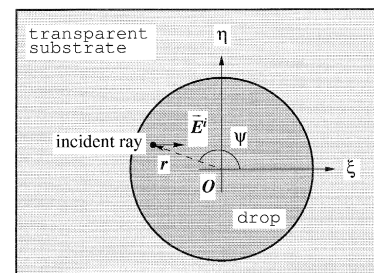 transparent
substrate
η
E⃗ⁱ
ψ
incident ray
r
ξ
O
drop